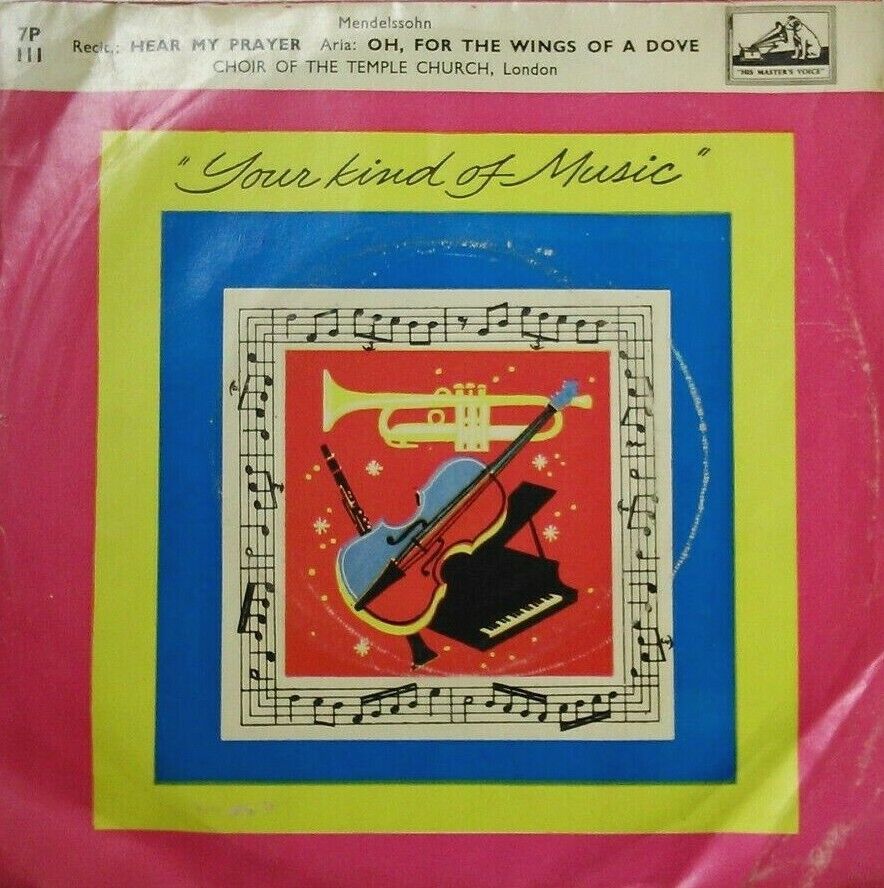 Mendelssohn
7P
111
Recit,: HEAR MY PRAYER Aria: OH, FOR THE WINGS OF A DOVE
CHOIR OF THE TEMPLE CHURCH, London
"HIS MASTER'S VOICE"
"Your kind of Music"